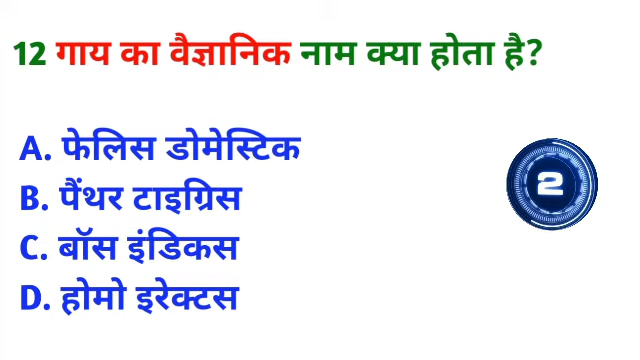 12 गाय का वैज्ञानिक नाम क्या होता है?
A. फेलिस डोमेस्टिक
B. पैंथर टाइग्रिस
C. बॉस इंडिकस
D. होमो इरेक्टस
2